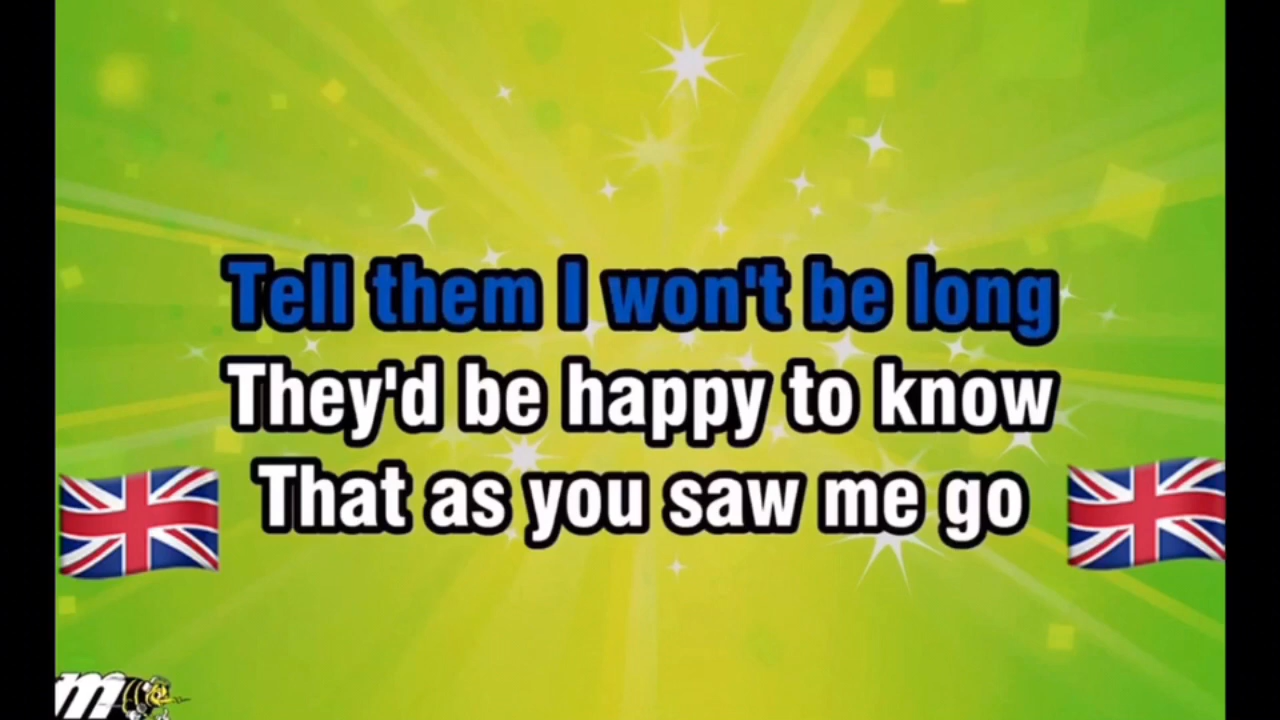 Tell them I won't be long
They'd be happy to know
That as you saw me go
m